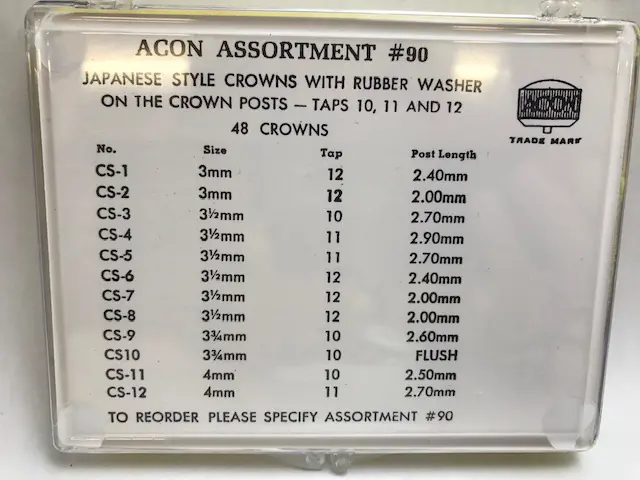 ACON ASSORTMENT #90
JAPANESE STYLE CROWNS WITH RUBBER WASHER
ON THE CROWN POSTS — TAPS 10, 11 AND 12
48 CROWNS
ACON
TRADE MARK
No. Size Tap Post Length
CS-1 3mm 12 2.40mm
CS-2 3mm 12 2.00mm
CS-3 3½mm 10 2.70mm
CS-4 3½mm 11 2.90mm
CS-5 3½mm 11 2.70mm
CS-6 3½mm 12 2.40mm
CS-7 3½mm 12 2.00mm
CS-8 3½mm 12 2.00mm
CS-9 3¾mm 10 2.60mm
CS10 3¾mm 10 FLUSH
CS-11 4mm 10 2.50mm
CS-12 4mm 11 2.70mm
TO REORDER PLEASE SPECIFY ASSORTMENT #90